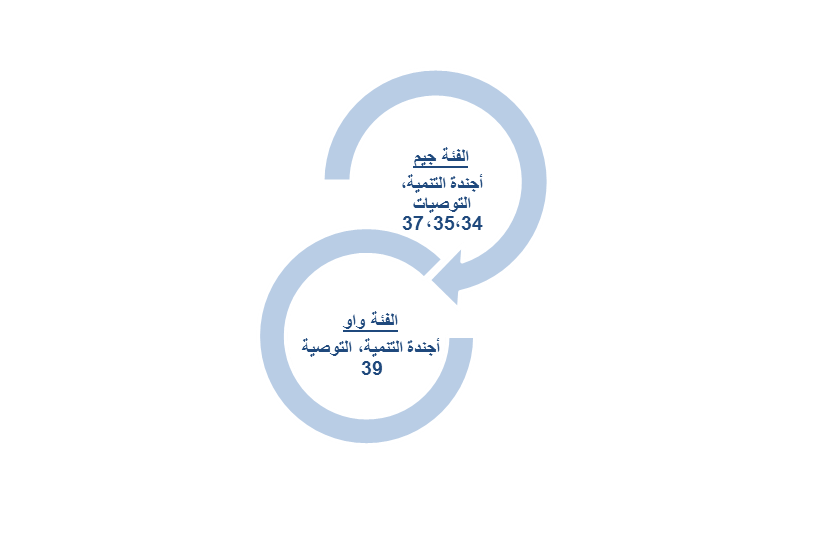 الفئة جيم
أجندة التنمية،
التوصيات
34،35،37
الفئة واو
أجندة التنمية، التوصية
39